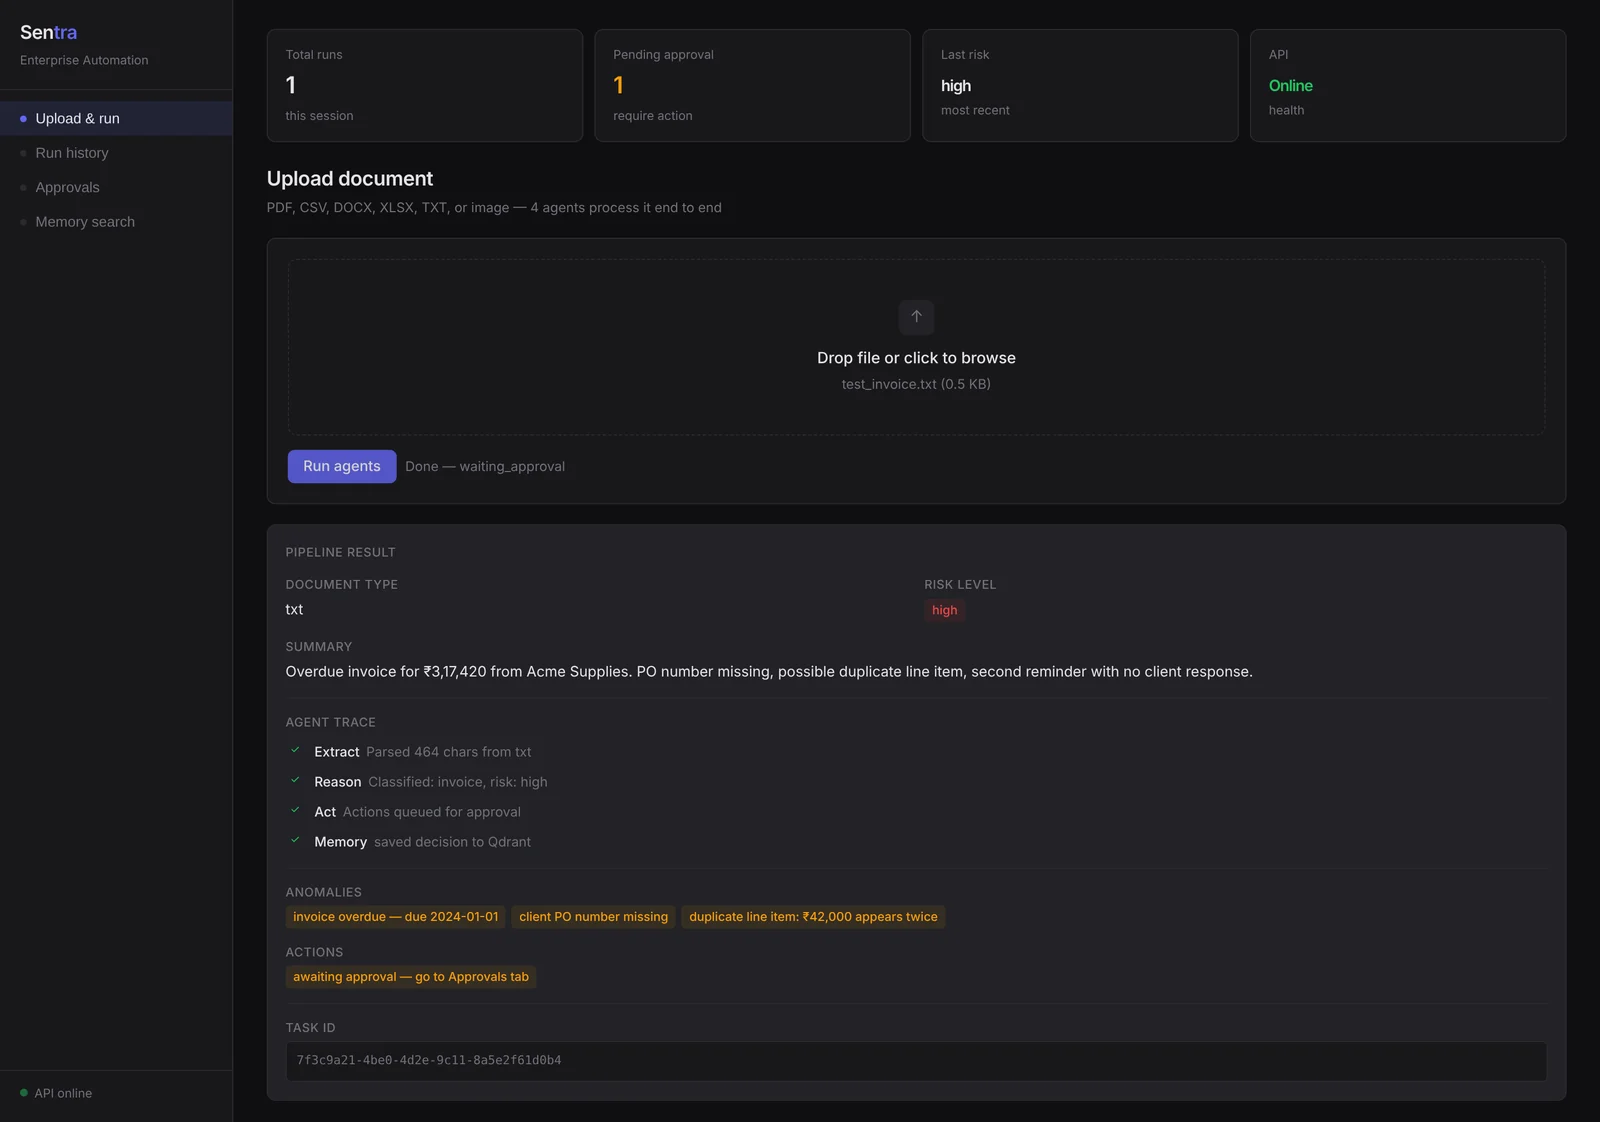 Sentra
Enterprise Automation
Upload & run
Run history
Approvals
Memory search
API online
Total runs
1
this session
Pending approval
1
require action
Last risk
high
most recent
API
Online
health
Upload document
PDF, CSV, DOCX, XLSX, TXT, or image — 4 agents process it end to end
Drop file or click to browse
test_invoice.txt (0.5 KB)
Run agents Done — waiting_approval
PIPELINE RESULT
DOCUMENT TYPE
txt
RISK LEVEL
high
SUMMARY
Overdue invoice for ₹3,17,420 from Acme Supplies. PO number missing, possible duplicate line item, second reminder with no client response.
AGENT TRACE
Extract Parsed 464 chars from txt
Reason Classified: invoice, risk: high
Act Actions queued for approval
Memory saved decision to Qdrant
ANOMALIES
invoice overdue — due 2024-01-01 client PO number missing duplicate line item: ₹42,000 appears twice
ACTIONS
awaiting approval — go to Approvals tab
TASK ID
7f3c9a21-4be0-4d2e-9c11-8a5e2f61d0b4